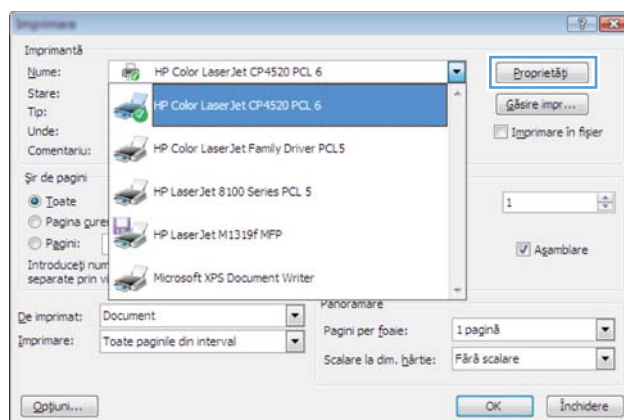 Imprimare
Imprimantă
Nume:
HP Color LaserJet CP4520 PCL 6
Proprietăți
Stare:
HP Color LaserJet CP4520 PCL 6
Găsire impr...
Tip:
Unde:
Imprimare în fișier
Comentariu:
HP Color LaserJet Family Driver PCL5
Șir de pagini
HP LaserJet 8100 Series PCL 5
Toate
1
Pagina curen
Pagini:
HP LaserJet M1319f MFP
Asamblare
Introduceți num
separate prin vi
Microsoft XPS Document Writer
Panoramare
De imprimat:
Document
Pagini per foaie:
1 pagină
Imprimare:
Toate paginile din interval
Scalare la dim. hârtie:
Fără scalare
Opțiuni...
OK
Închidere